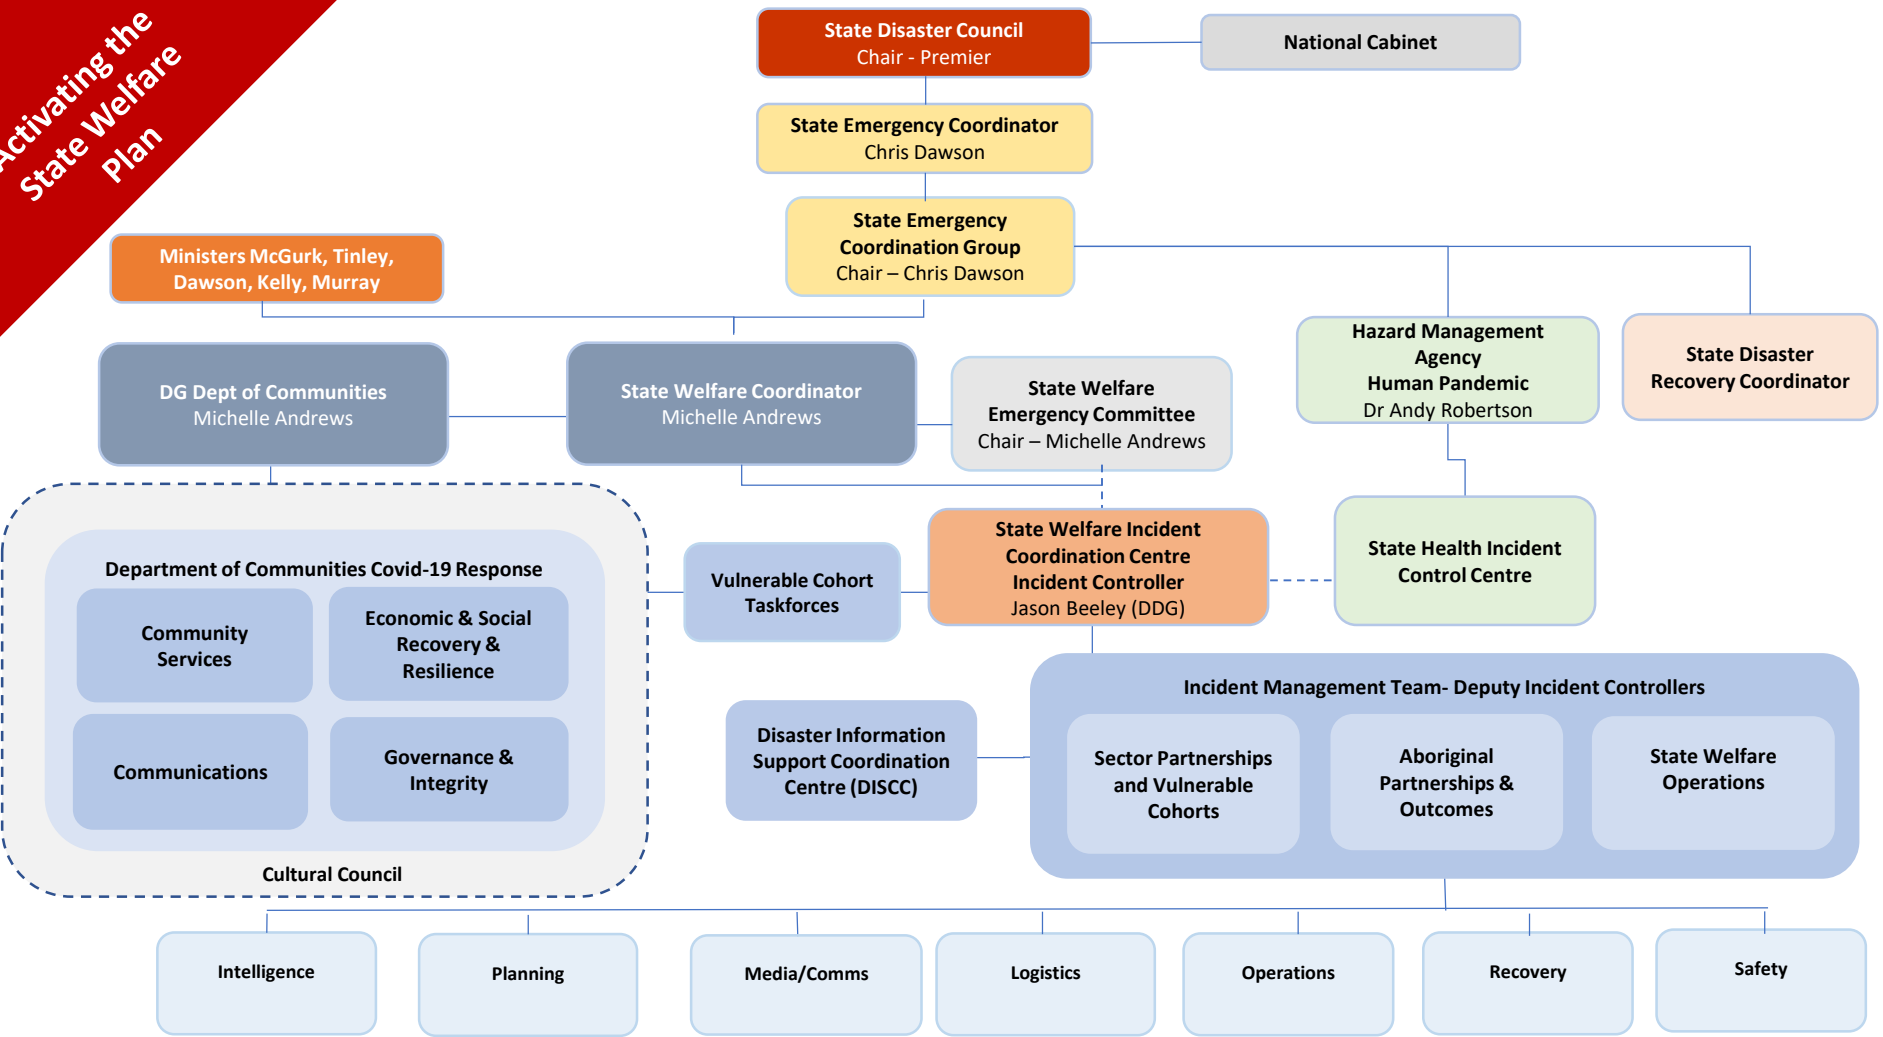 Activating the
State Welfare
Plan
State Disaster Council
Chair - Premier
National Cabinet
State Emergency Coordinator
Chris Dawson
State Emergency
Coordination Group
Chair – Chris Dawson
Ministers McGurk, Tinley,
Dawson, Kelly, Murray
DG Dept of Communities
Michelle Andrews
State Welfare Coordinator
Michelle Andrews
State Welfare
Emergency Committee
Chair – Michelle Andrews
Hazard Management
Agency
Human Pandemic
Dr Andy Robertson
State Disaster
Recovery Coordinator
Department of Communities Covid-19 Response
Community
Services
Economic & Social
Recovery &
Resilience
Communications
Governance &
Integrity
Cultural Council
Vulnerable Cohort
Taskforces
State Welfare Incident
Coordination Centre
Incident Controller
Jason Beeley (DDG)
State Health Incident
Control Centre
Disaster Information
Support Coordination
Centre (DISCC)
Incident Management Team- Deputy Incident Controllers
Sector Partnerships
and Vulnerable
Cohorts
Aboriginal
Partnerships &
Outcomes
State Welfare
Operations
Intelligence
Planning
Media/Comms
Logistics
Operations
Recovery
Safety